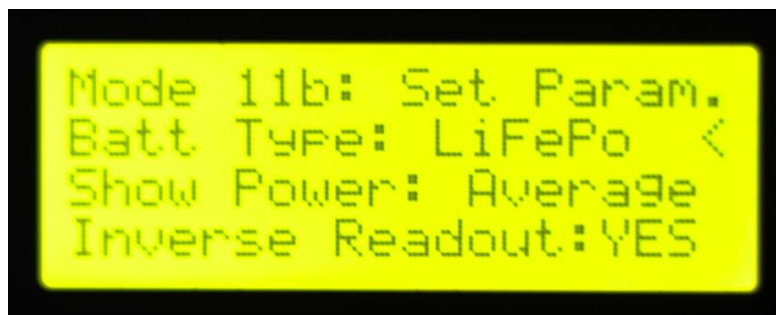 Mode 11b: Set Param.
Batt Type: LiFePo <
Show Power: Average
Inverse Readout:YES